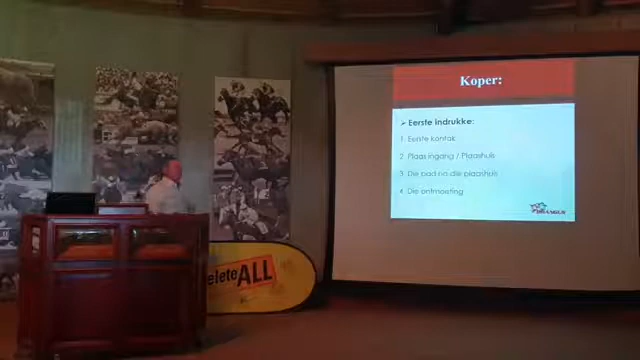 Koper:
➤ Eerste indrukke:
1. Eerste kontak
2. Plaas ingang / Plaashuis
3. Die pad na die plaashuis
4. Die ontmoeting
DRANGUS
eleteALL